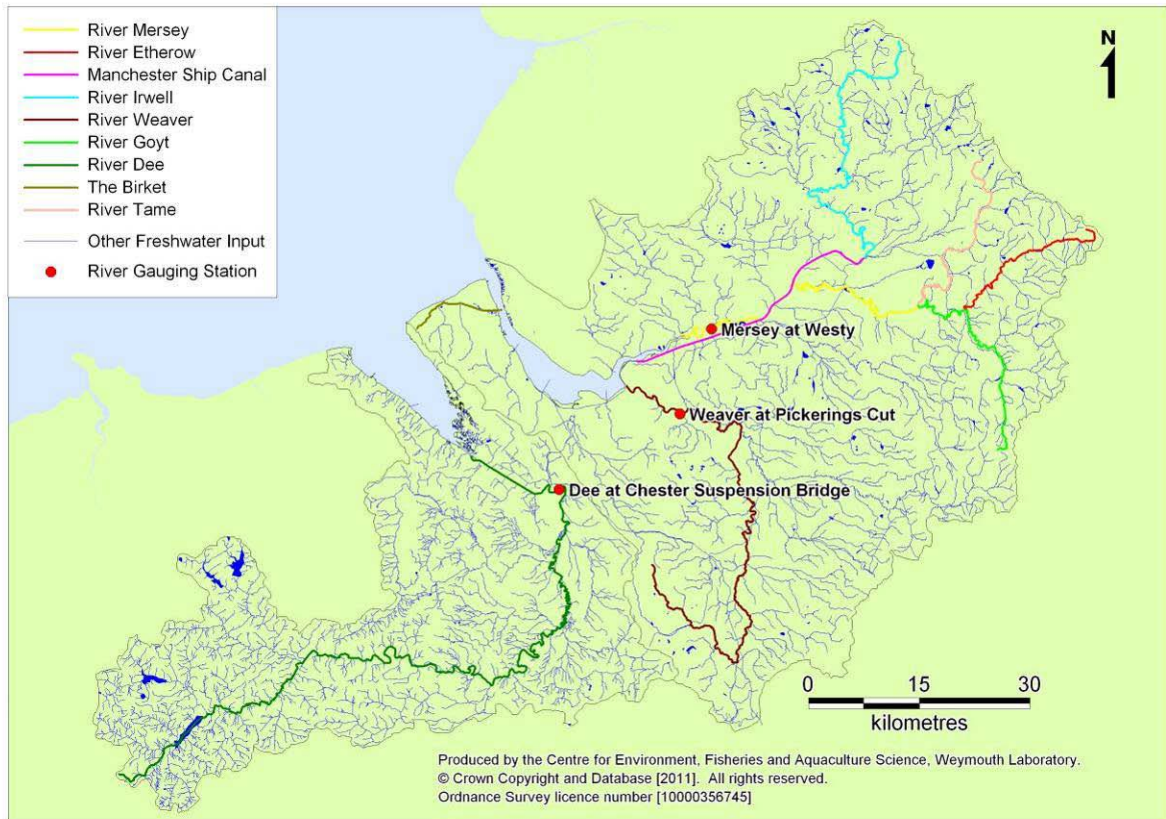 River Mersey
River Etherow
Manchester Ship Canal
River Irwell
River Weaver
River Goyt
River Dee
The Birket
River Tame
Other Freshwater Input
River Gauging Station
N
Mersey at Westy
Weaver at Pickerings Cut
Dee at Chester Suspension Bridge
0 15 30
kilometres
Produced by the Centre for Environment, Fisheries and Aquaculture Science, Weymouth Laboratory.
© Crown Copyright and Database [2011]. All rights reserved.
Ordnance Survey licence number [10000356745]